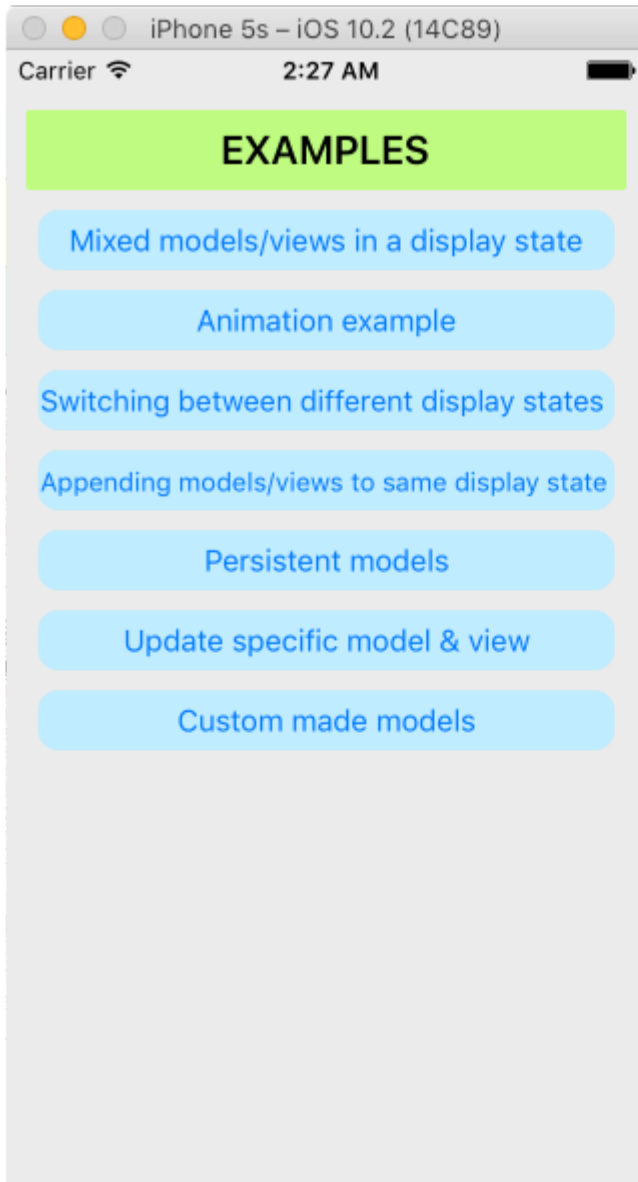 iPhone 5s – iOS 10.2 (14C89)
Carrier 2:27 AM
EXAMPLES
Mixed models/views in a display state
Animation example
Switching between different display states
Appending models/views to same display state
Persistent models
Update specific model & view
Custom made models